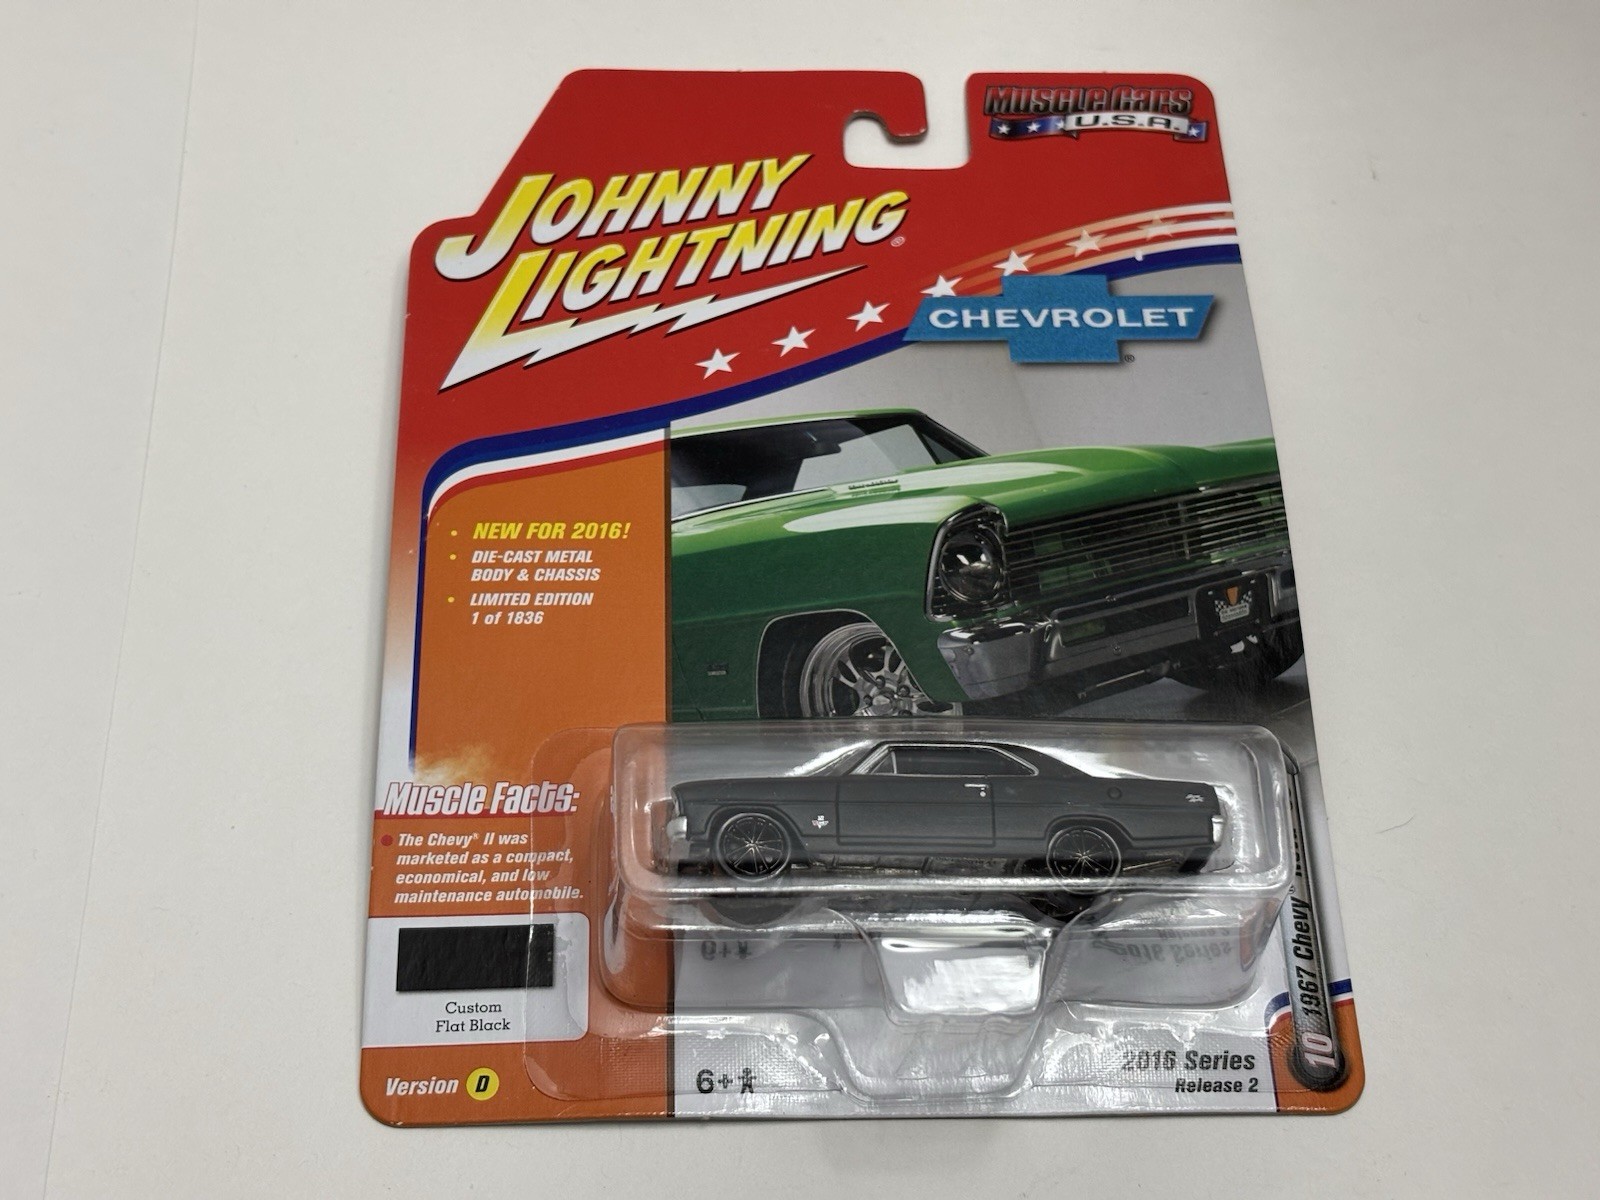 Muscle Cars
U.S.A.
JOHNNY
LIGHTNING®
CHEVROLET
®
• NEW FOR 2016!
• DIE-CAST METAL
BODY & CHASSIS
• LIMITED EDITION
1 of 1836
Muscle Facts:
• The Chevy® II was
marketed as a compact,
economical, and low
maintenance automobile.
Custom
Flat Black
Version D
6+
2016 Series
Release 2
10 1967 Chevy®